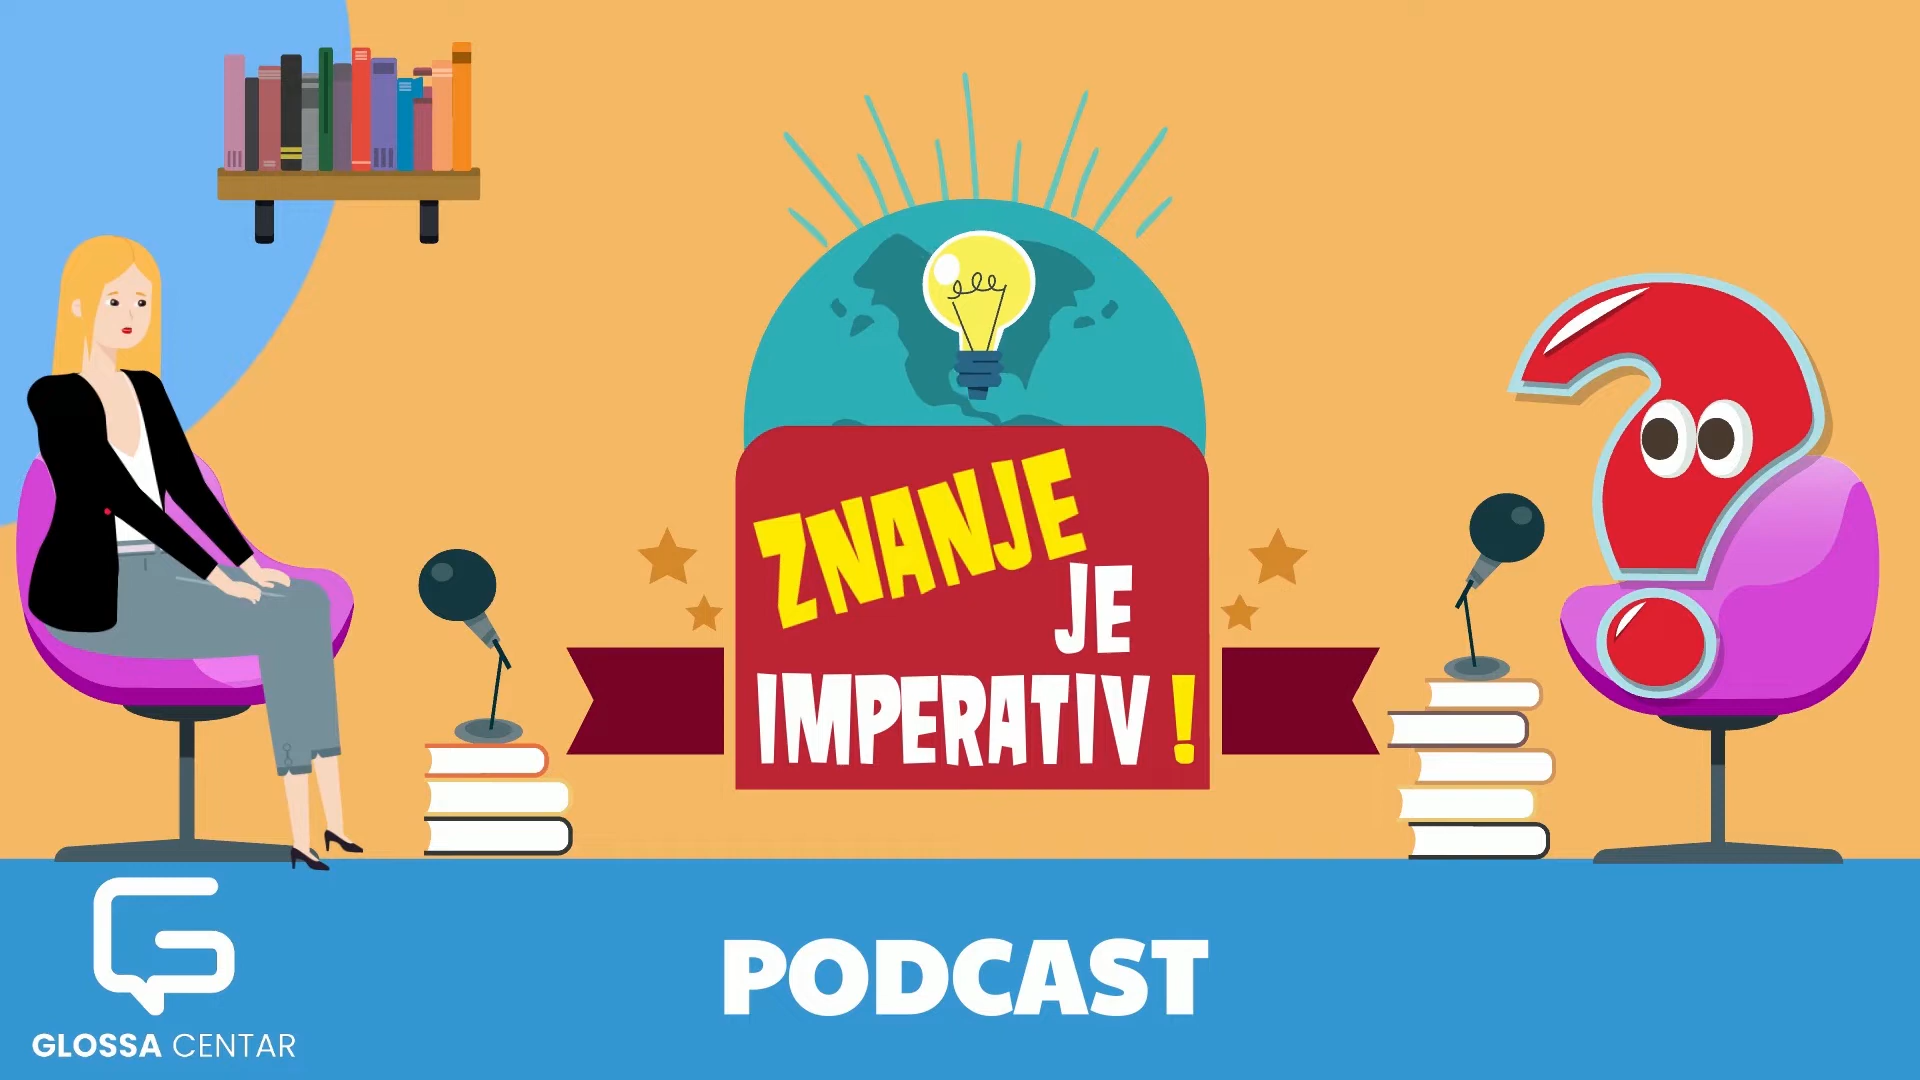 ZNANJE
JE
IMPERATIV !
PODCAST
GLOSSA CENTAR